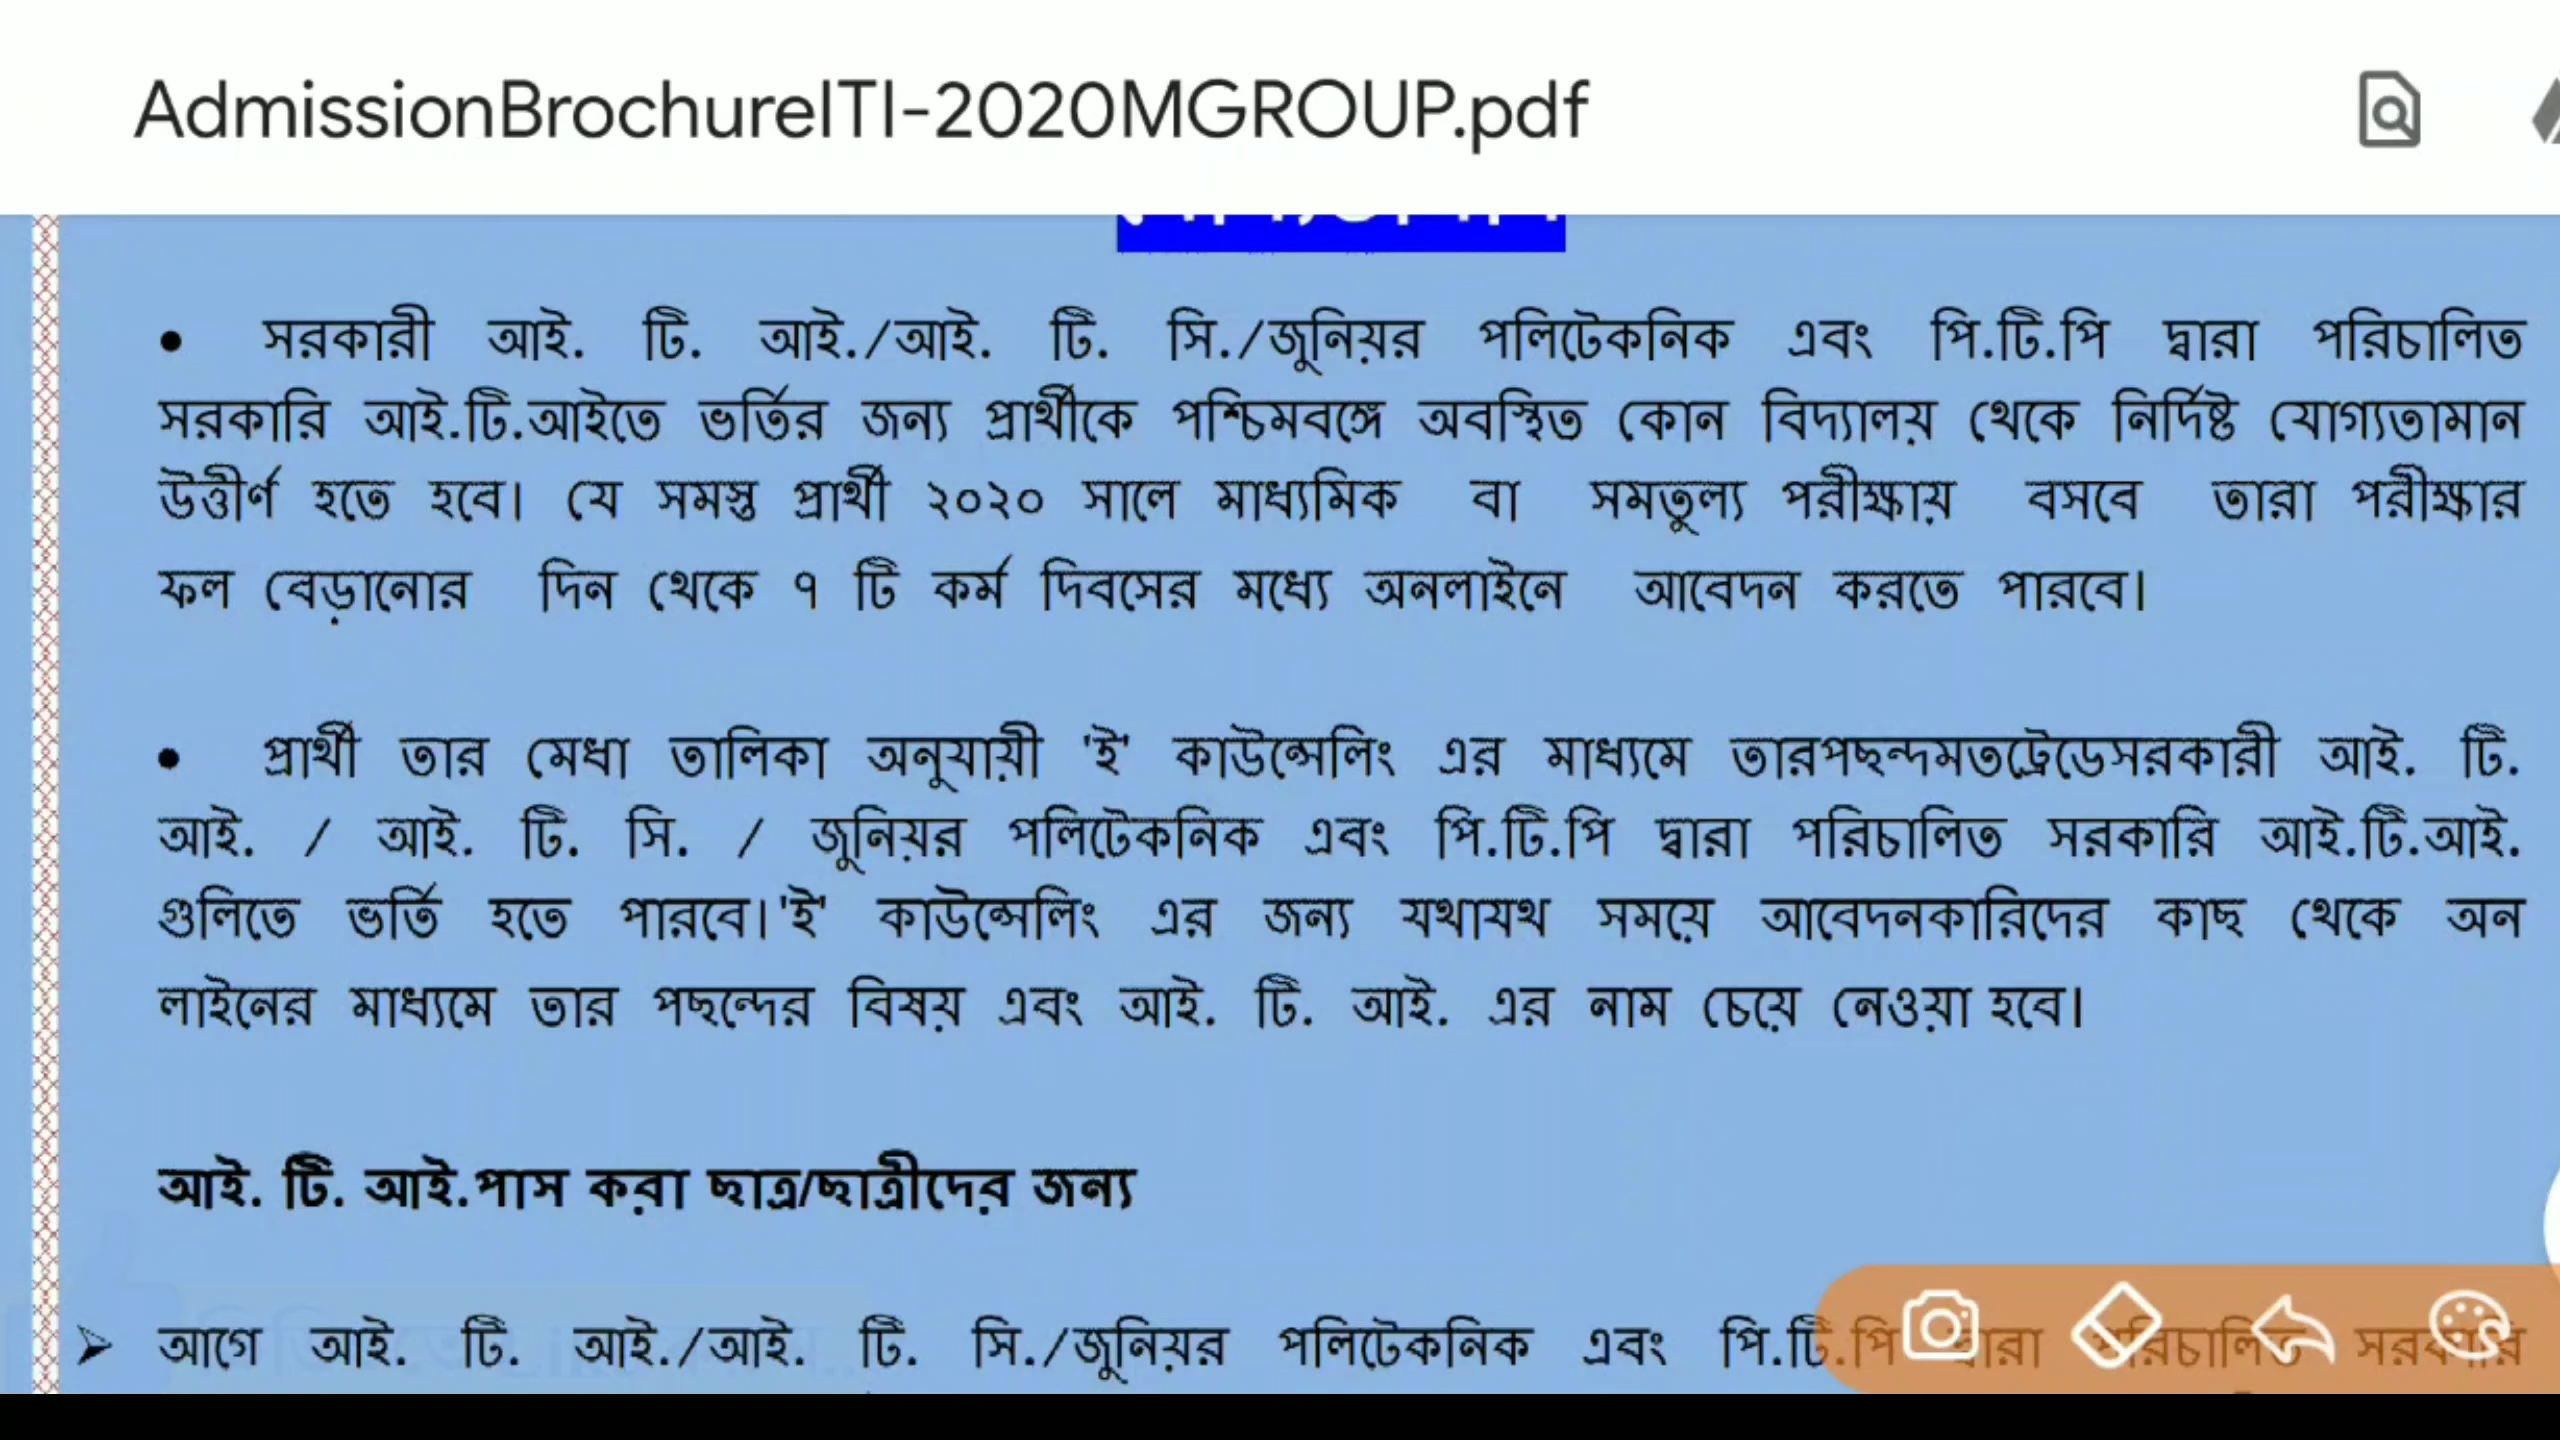 AdmissionBrochureITI-2020MGROUP.pdf
• সরকারী আই. টি. আই./আই. টি. সি./জুনিয়র পলিটেকনিক এবং পি.টি.পি দ্বারা পরিচালিত
সরকারি আই.টি.আইতে ভর্তির জন্য প্রার্থীকে পশ্চিমবঙ্গে অবস্থিত কোন বিদ্যালয় থেকে নির্দিষ্ট যোগ্যতামান
উত্তীর্ণ হতে হবে। যে সমস্ত প্রার্থী ২০২০ সালে মাধ্যমিক বা সমতুল্য পরীক্ষায় বসবে তারা পরীক্ষার
ফল বেড়ানোর দিন থেকে ৭ টি কর্ম দিবসের মধ্যে অনলাইনে আবেদন করতে পারবে।
• প্রার্থী তার মেধা তালিকা অনুযায়ী 'ই' কাউন্সেলিং এর মাধ্যমে তারপছন্দমতট্রেডেসরকারী আই. টি.
আই. / আই. টি. সি. / জুনিয়র পলিটেকনিক এবং পি.টি.পি দ্বারা পরিচালিত সরকারি আই.টি.আই.
গুলিতে ভর্তি হতে পারবে।'ই' কাউন্সেলিং এর জন্য যথাযথ সময়ে আবেদনকারিদের কাছ থেকে অন
লাইনের মাধ্যমে তার পছন্দের বিষয় এবং আই. টি. আই. এর নাম চেয়ে নেওয়া হবে।
আই. টি. আই.পাস করা ছাত্র/ছাত্রীদের জন্য
➢ আগে আই. টি. আই./আই. টি. সি./জুনিয়র পলিটেকনিক এবং পি.টি.পি দ্বারা পরিচালিত